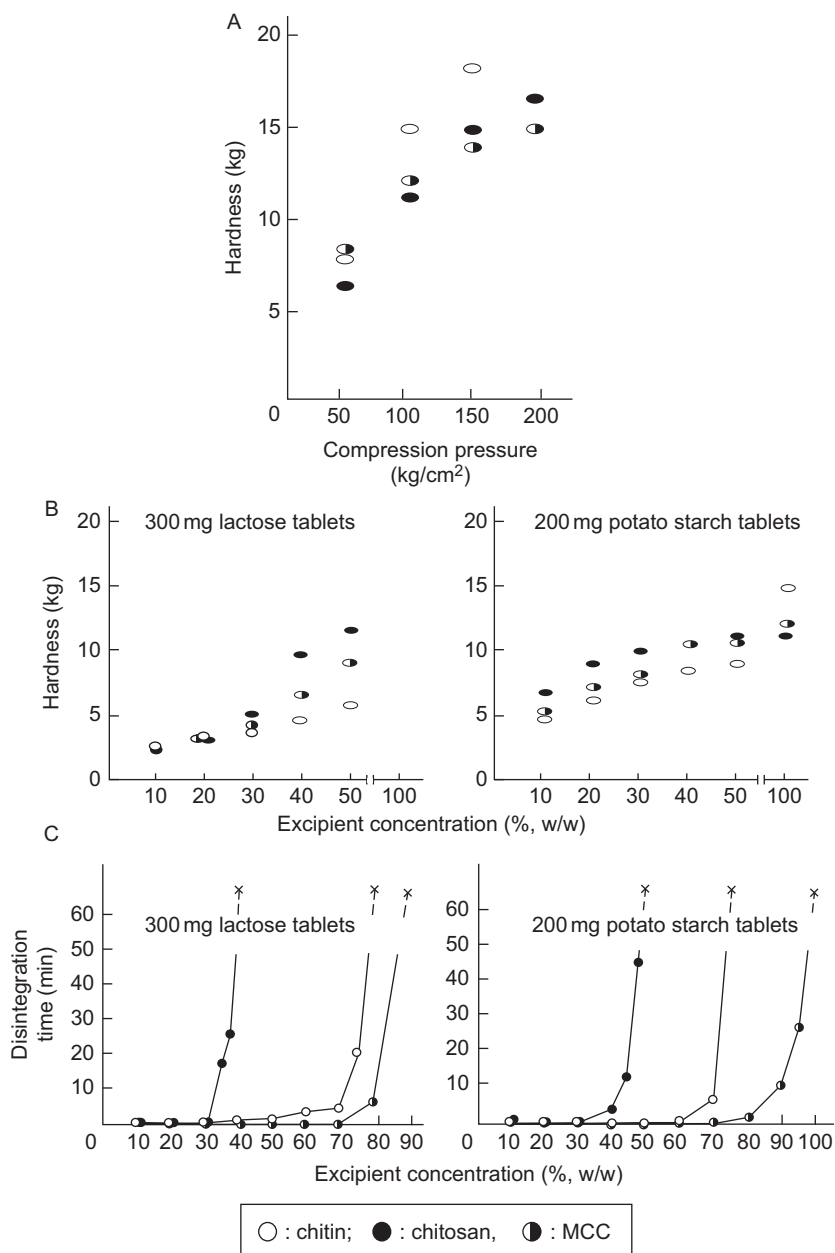 A
20
15
10
5
0
50 100 150 200
Hardness (kg)
Compression pressure
(kg/cm²)
B
300 mg lactose tablets
20
15
10
5
0
10 20 30 40 50 100
Hardness (kg)
200 mg potato starch tablets
20
15
10
5
0
10 20 30 40 50 100
Excipient concentration (%, w/w)
C
300 mg lactose tablets
60
50
40
30
20
10
0
10 20 30 40 50 60 70 80 90
Disintegration
time (min)
200 mg potato starch tablets
60
50
40
30
20
10
0
10 20 30 40 50 60 70 80 90 100
Excipient concentration (%, w/w)
: chitin; : chitosan, : MCC